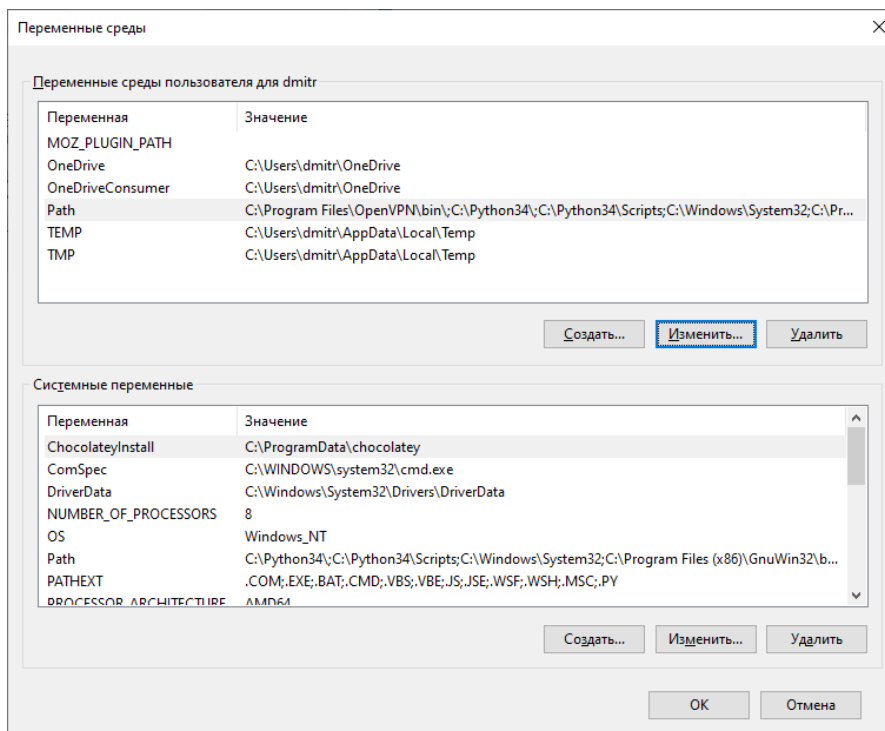 Переменные среды
Переменные среды пользователя для dmitr
Переменная Значение
MOZ_PLUGIN_PATH
OneDrive C:\Users\dmitr\OneDrive
OneDriveConsumer C:\Users\dmitr\OneDrive
Path C:\Program Files\OpenVPN\bin\;C:\Python34\;C:\Python34\Scripts;C:\Windows\System32;C:\Pr...
TEMP C:\Users\dmitr\AppData\Local\Temp
TMP C:\Users\dmitr\AppData\Local\Temp
Создать... Изменить... Удалить
Системные переменные
Переменная Значение
ChocolateyInstall C:\ProgramData\chocolatey
ComSpec C:\WINDOWS\system32\cmd.exe
DriverData C:\Windows\System32\Drivers\DriverData
NUMBER_OF_PROCESSORS 8
OS Windows_NT
Path C:\Python34\;C:\Python34\Scripts;C:\Windows\System32;C:\Program Files (x86)\GnuWin32\b...
PATHEXT .COM;.EXE;.BAT;.CMD;.VBS;.VBE;.JS;.JSE;.WSF;.WSH;.MSC;.PY
PROCESSOR_ARCHITECTURE AMD64
Создать... Изменить... Удалить
ОК Отмена